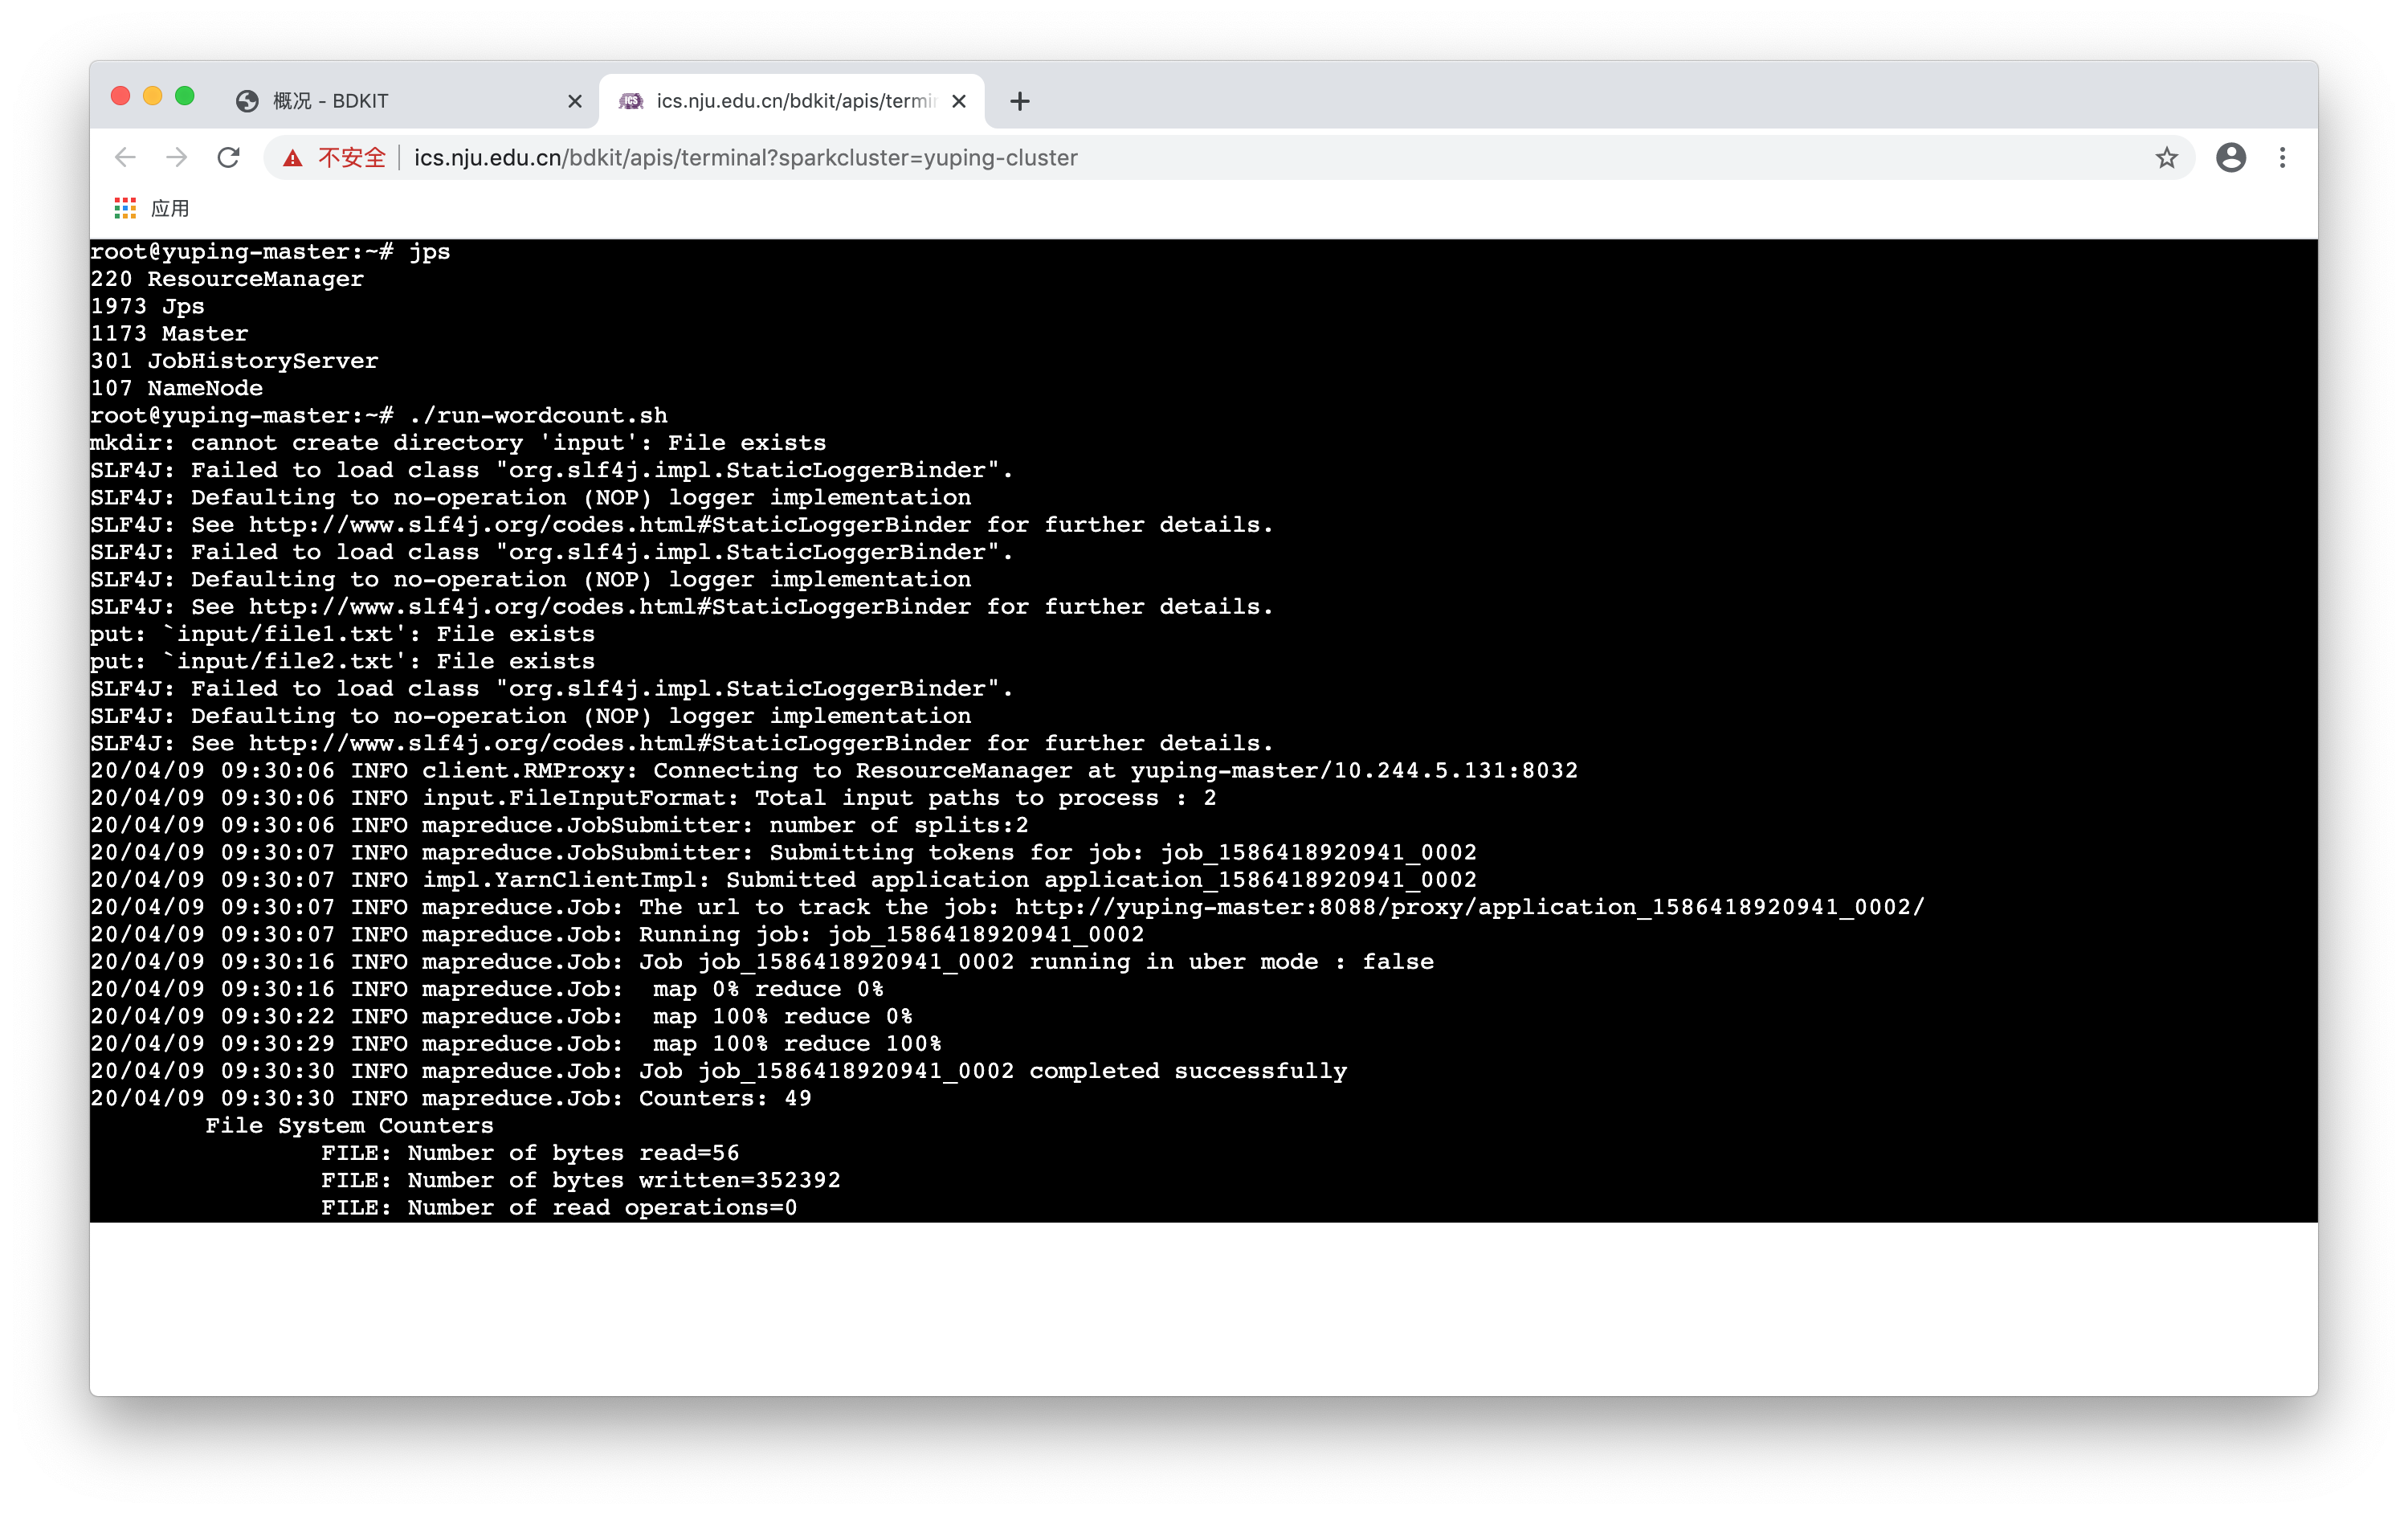 概况 - BDKIT
ics.nju.edu.cn/bdkit/apis/termin
不安全 ics.nju.edu.cn/bdkit/apis/terminal?sparkcluster=yuping-cluster
应用
root@yuping-master:~# jps
220 ResourceManager
1973 Jps
1173 Master
301 JobHistoryServer
107 NameNode
root@yuping-master:~# ./run-wordcount.sh
mkdir: cannot create directory 'input': File exists
SLF4J: Failed to load class "org.slf4j.impl.StaticLoggerBinder".
SLF4J: Defaulting to no-operation (NOP) logger implementation
SLF4J: See http://www.slf4j.org/codes.html#StaticLoggerBinder for further details.
SLF4J: Failed to load class "org.slf4j.impl.StaticLoggerBinder".
SLF4J: Defaulting to no-operation (NOP) logger implementation
SLF4J: See http://www.slf4j.org/codes.html#StaticLoggerBinder for further details.
put: `input/file1.txt': File exists
put: `input/file2.txt': File exists
SLF4J: Failed to load class "org.slf4j.impl.StaticLoggerBinder".
SLF4J: Defaulting to no-operation (NOP) logger implementation
SLF4J: See http://www.slf4j.org/codes.html#StaticLoggerBinder for further details.
20/04/09 09:30:06 INFO client.RMProxy: Connecting to ResourceManager at yuping-master/10.244.5.131:8032
20/04/09 09:30:06 INFO input.FileInputFormat: Total input paths to process : 2
20/04/09 09:30:06 INFO mapreduce.JobSubmitter: number of splits:2
20/04/09 09:30:07 INFO mapreduce.JobSubmitter: Submitting tokens for job: job_1586418920941_0002
20/04/09 09:30:07 INFO impl.YarnClientImpl: Submitted application application_1586418920941_0002
20/04/09 09:30:07 INFO mapreduce.Job: The url to track the job: http://yuping-master:8088/proxy/application_1586418920941_0002/
20/04/09 09:30:07 INFO mapreduce.Job: Running job: job_1586418920941_0002
20/04/09 09:30:16 INFO mapreduce.Job: Job job_1586418920941_0002 running in uber mode : false
20/04/09 09:30:16 INFO mapreduce.Job:  map 0% reduce 0%
20/04/09 09:30:22 INFO mapreduce.Job:  map 100% reduce 0%
20/04/09 09:30:29 INFO mapreduce.Job:  map 100% reduce 100%
20/04/09 09:30:30 INFO mapreduce.Job: Job job_1586418920941_0002 completed successfully
20/04/09 09:30:30 INFO mapreduce.Job: Counters: 49
File System Counters
FILE: Number of bytes read=56
FILE: Number of bytes written=352392
FILE: Number of read operations=0